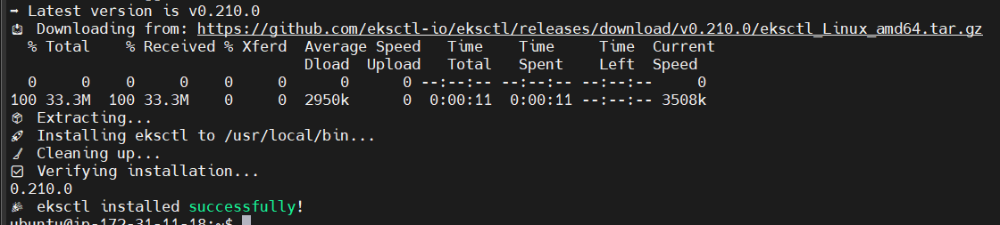 → Latest version is v0.210.0
📥 Downloading from: https://github.com/eksctl-io/eksctl/releases/download/v0.210.0/eksctl_Linux_amd64.tar.gz
  % Total    % Received % Xferd  Average Speed   Time    Time     Time  Current
                                 Dload  Upload   Total   Spent    Left  Speed
  0     0    0     0    0     0      0      0 --:--:-- --:--:-- --:--:--     0
100 33.3M  100 33.3M    0     0  2950k      0  0:00:11  0:00:11 --:--:-- 3508k
📦 Extracting...
🚀 Installing eksctl to /usr/local/bin...
🧹 Cleaning up...
☑ Verifying installation...
0.210.0
🎉 eksctl installed successfully!
ubuntu@ip-172-31-11-18:~$